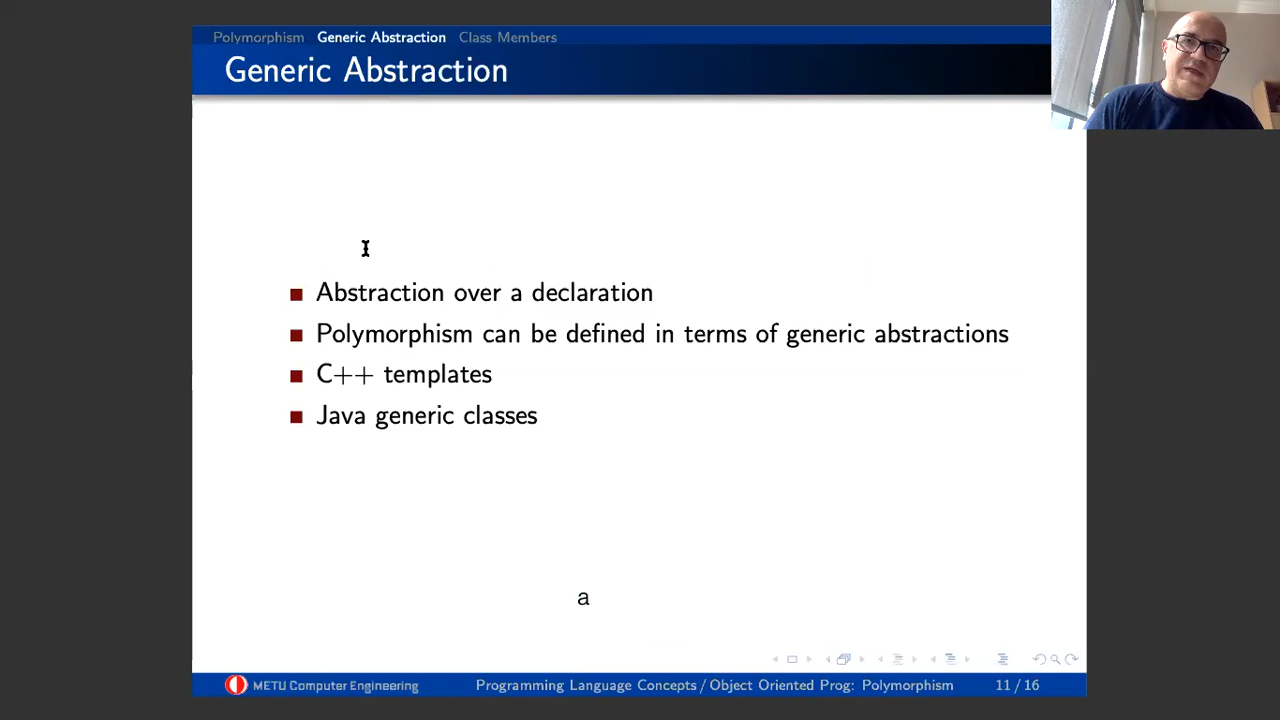 Polymorphism Generic Abstraction Class Members
Generic Abstraction
Abstraction over a declaration
Polymorphism can be defined in terms of generic abstractions
C++ templates
Java generic classes
a
METU Computer Engineering Programming Language Concepts / Object Oriented Prog: Polymorphism 11 / 16